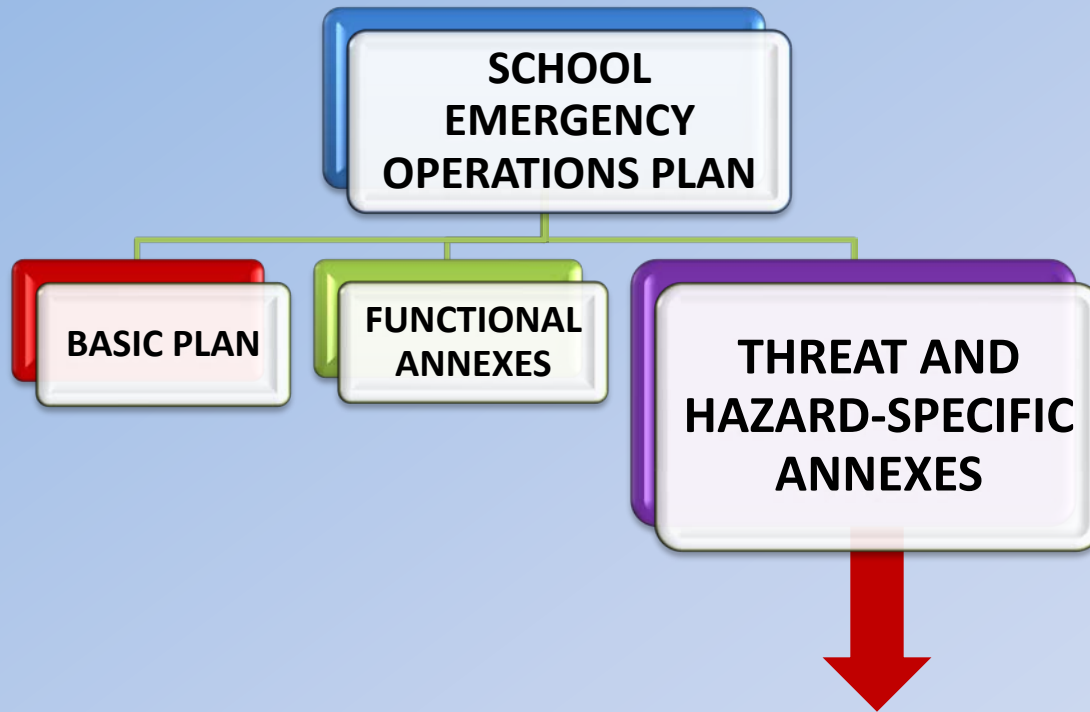 SCHOOL
EMERGENCY
OPERATIONS PLAN
BASIC PLAN
FUNCTIONAL
ANNEXES
THREAT AND
HAZARD-SPECIFIC
ANNEXES